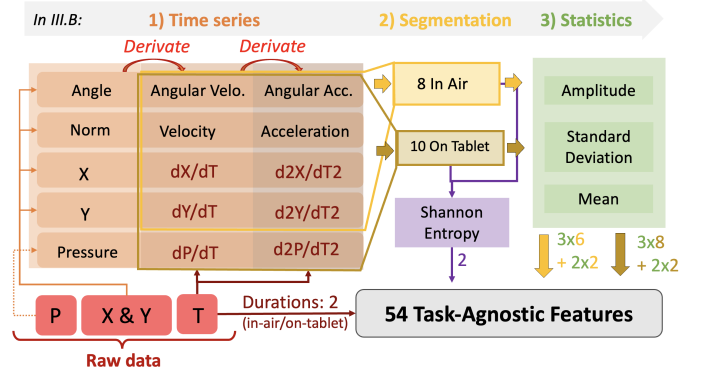 In III.B:
1) Time series
2) Segmentation
3) Statistics
Derivate
Derivate
Angle
Angular Velo.
Angular Acc.
Norm
Velocity
Acceleration
X
dX/dT
d2X/dT2
Y
dY/dT
d2Y/dT2
Pressure
dP/dT
d2P/dT2
8 In Air
10 On Tablet
Shannon
Entropy
2
Amplitude
Standard
Deviation
Mean
3x6
+ 2x2
3x8
+ 2x2
P
X & Y
T
Raw data
Durations: 2
(in-air/on-tablet)
54 Task-Agnostic Features